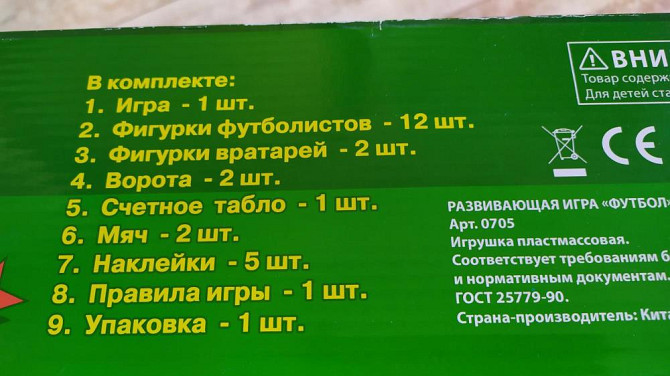 В комплекте:
1. Игра - 1 шт.
2. Фигурки футболистов - 12 шт.
3. Фигурки вратарей - 2 шт.
4. Ворота - 2 шт.
5. Счетное табло - 1 шт.
6. Мяч - 2 шт.
7. Наклейки - 5 шт.
8. Правила игры - 1 шт.
9. Упаковка - 1 шт.
ВНИ
Товар содерж
Для детей ста
CE
РАЗВИВАЮЩАЯ ИГРА «ФУТБОЛ»
Арт. 0705
Игрушка пластмассовая.
Соответствует требованиям б
и нормативным документам.
ГОСТ 25779-90.
Страна-производитель: Кита